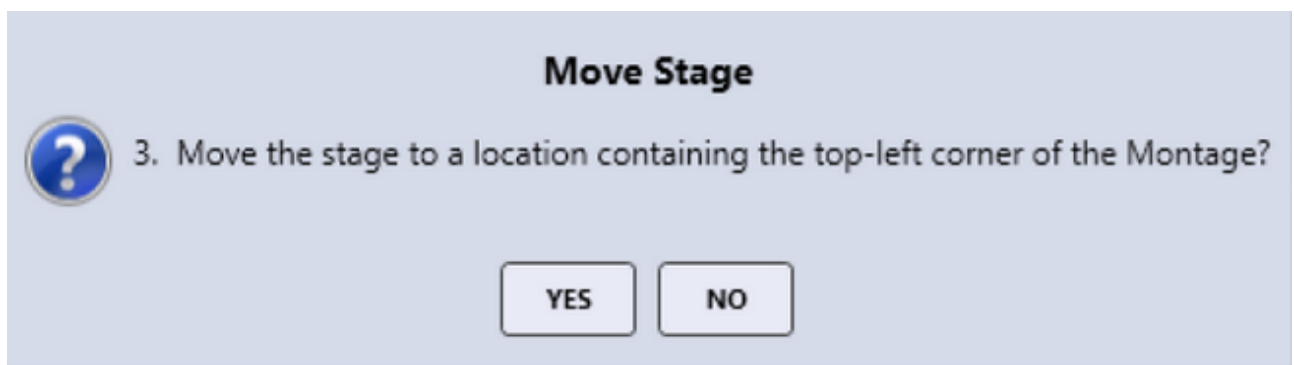 Move Stage
3. Move the stage to a location containing the top-left corner of the Montage?
YES
NO